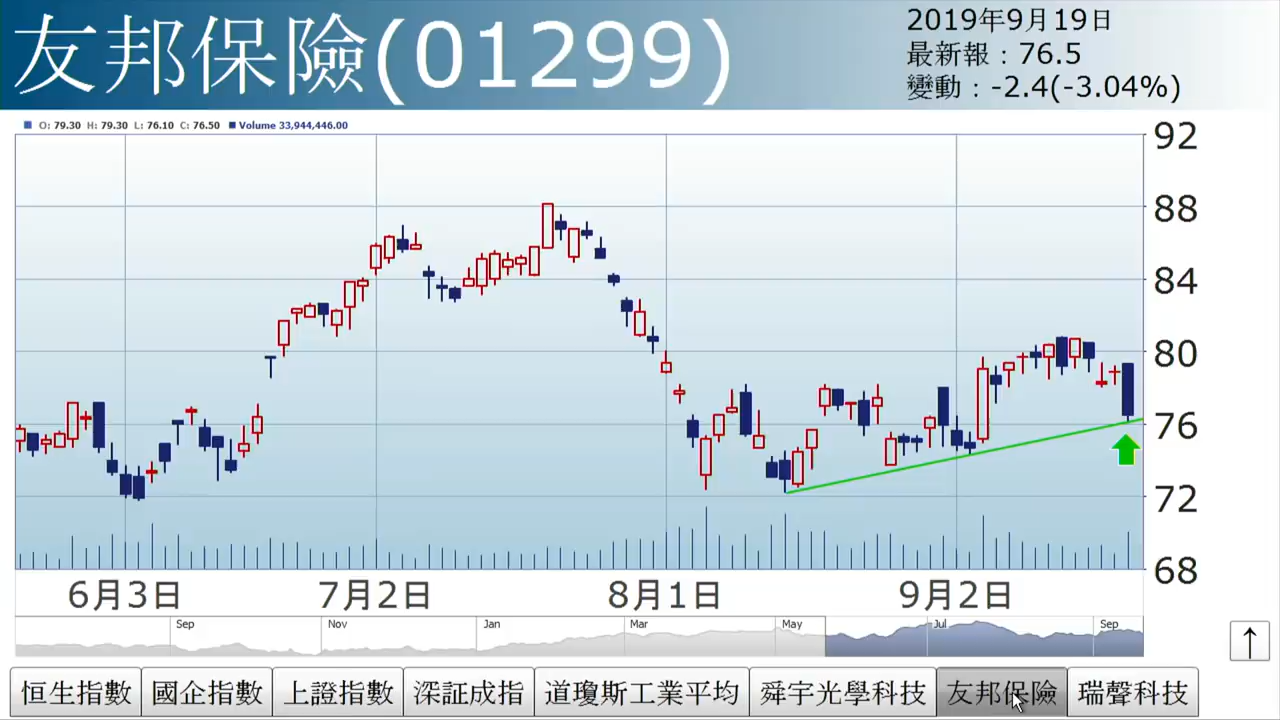 友邦保險(01299)
2019年9月19日
最新報：76.5
變動：-2.4(-3.04%)
O: 79.30 H: 79.30 L: 76.10 C: 76.50 Volume 33,944,446.00
92
88
84
80
76
72
68
6月3日 7月2日 8月1日 9月2日
Sep Nov Jan Mar May Jul Sep
恒生指數 國企指數 上證指數 深証成指 道瓊斯工業平均 舜宇光學科技 友邦保險 瑞聲科技